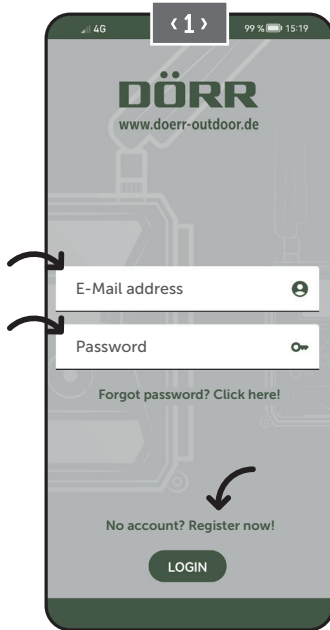 4G
‹1›
99 % 15:19
DÖRR
www.doerr-outdoor.de
E-Mail address
Password
Forgot password? Click here!
No account? Register now!
LOGIN